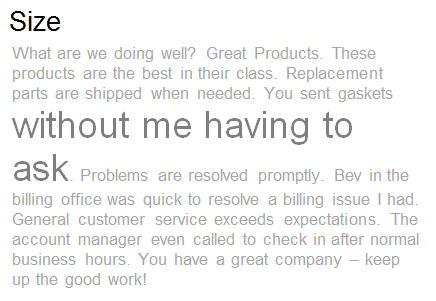 Size
What are we doing well? Great Products. These
products are the best in their class. Replacement
parts are shipped when needed. You sent gaskets
without me having to
ask. Problems are resolved promptly. Bev in the
billing office was quick to resolve a billing issue I had.
General customer service exceeds expectations. The
account manager even called to check in after normal
business hours. You have a great company – keep
up the good work!